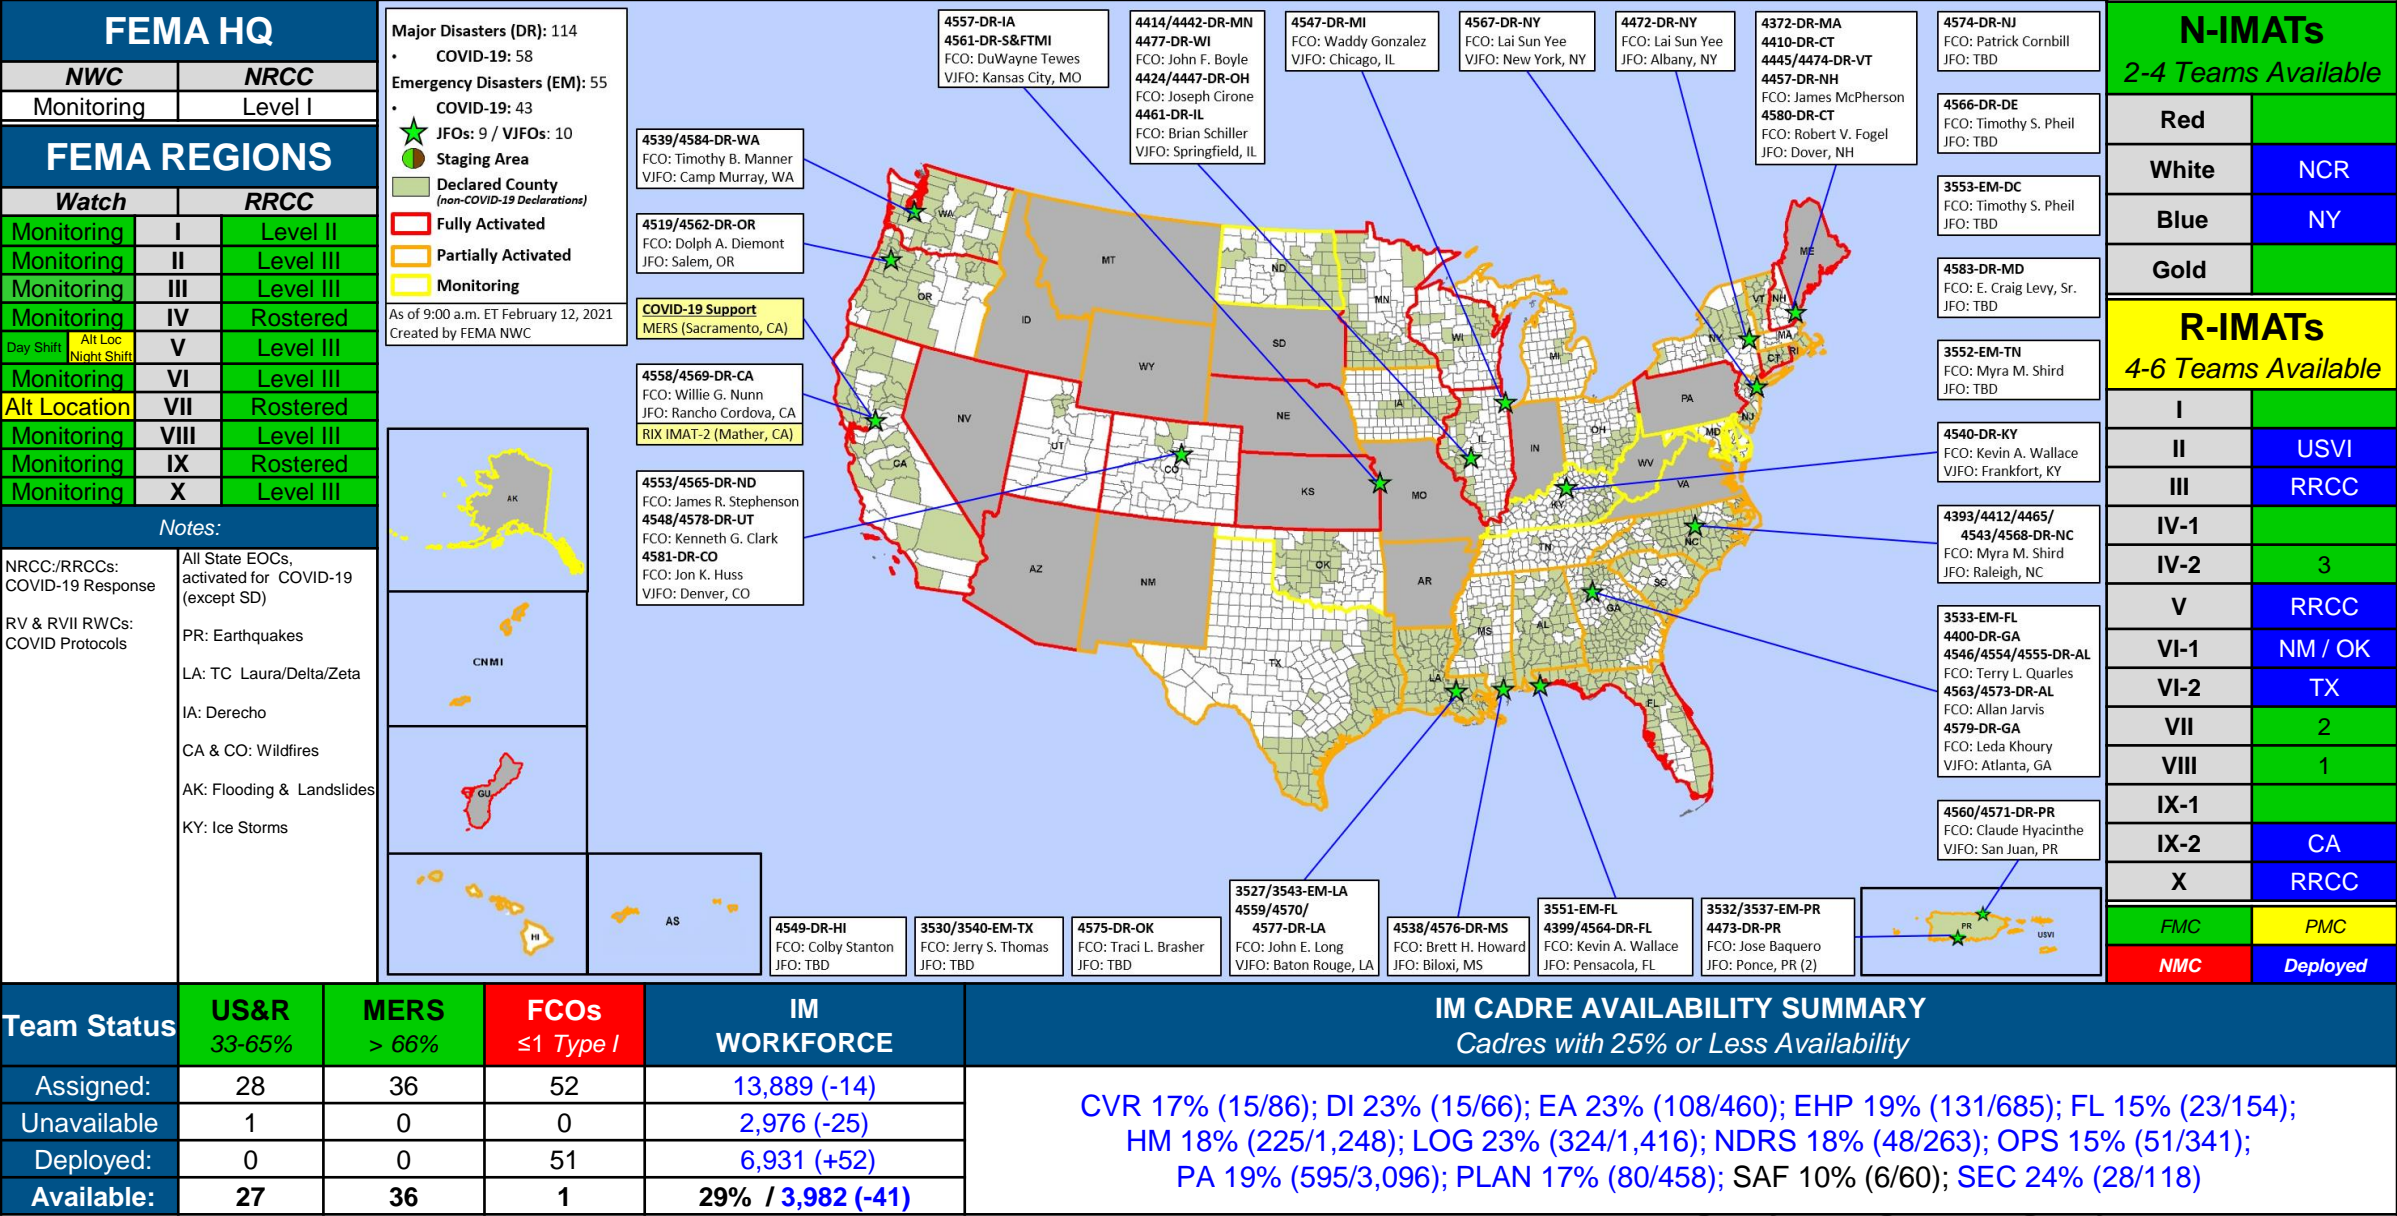 FEMA HQ
NWC NRCC
Monitoring Level I
FEMA REGIONS
Watch RRCC
Monitoring I Level II
Monitoring II Level III
Monitoring III Level III
Monitoring IV Rostered
Day Shift Alt Loc Night Shift V Level III
Monitoring VI Level III
Alt Location VII Rostered
Monitoring VIII Level III
Monitoring IX Rostered
Monitoring X Level III
Notes:
NRCC:/RRCCs:
COVID-19 Response
RV & RVII RWCs:
COVID Protocols
All State EOCs,
activated for COVID-19
(except SD)
PR: Earthquakes
LA: TC Laura/Delta/Zeta
IA: Derecho
CA & CO: Wildfires
AK: Flooding & Landslides
KY: Ice Storms
Major Disasters (DR): 114
• COVID-19: 58
Emergency Disasters (EM): 55
• COVID-19: 43
JFOs: 9 / VJFOs: 10
Staging Area
Declared County
(non-COVID-19 Declarations)
Fully Activated
Partially Activated
Monitoring
As of 9:00 a.m. ET February 12, 2021
Created by FEMA NWC
4539/4584-DR-WA
FCO: Timothy B. Manner
VJFO: Camp Murray, WA
4519/4562-DR-OR
FCO: Dolph A. Diemont
JFO: Salem, OR
COVID-19 Support
MERS (Sacramento, CA)
4558/4569-DR-CA
FCO: Willie G. Nunn
JFO: Rancho Cordova, CA
RIX IMAT-2 (Mather, CA)
4553/4565-DR-ND
FCO: James R. Stephenson
4548/4578-DR-UT
FCO: Kenneth G. Clark
4581-DR-CO
FCO: Jon K. Huss
VJFO: Denver, CO
4557-DR-IA
4561-DR-S&FTMI
FCO: DuWayne Tewes
VJFO: Kansas City, MO
4414/4442-DR-MN
4477-DR-WI
FCO: John F. Boyle
4424/4447-DR-OH
FCO: Joseph Cirone
4461-DR-IL
FCO: Brian Schiller
VJFO: Springfield, IL
4547-DR-MI
FCO: Waddy Gonzalez
VJFO: Chicago, IL
4567-DR-NY
FCO: Lai Sun Yee
VJFO: New York, NY
4472-DR-NY
FCO: Lai Sun Yee
JFO: Albany, NY
4372-DR-MA
4410-DR-CT
4445/4474-DR-VT
4457-DR-NH
FCO: James McPherson
4580-DR-CT
FCO: Robert V. Fogel
JFO: Dover, NH
4574-DR-NJ
FCO: Patrick Cornbill
JFO: TBD
4566-DR-DE
FCO: Timothy S. Pheil
JFO: TBD
3553-EM-DC
FCO: Timothy S. Pheil
JFO: TBD
4583-DR-MD
FCO: E. Craig Levy, Sr.
JFO: TBD
3552-EM-TN
FCO: Myra M. Shird
JFO: TBD
4540-DR-KY
FCO: Kevin A. Wallace
VJFO: Frankfort, KY
4393/4412/4465/
4543/4568-DR-NC
FCO: Myra M. Shird
JFO: Raleigh, NC
3533-EM-FL
4400-DR-GA
4546/4554/4555-DR-AL
FCO: Terry L. Quarles
4563/4573-DR-AL
FCO: Allan Jarvis
4579-DR-GA
FCO: Leda Khoury
VJFO: Atlanta, GA
4560/4571-DR-PR
FCO: Claude Hyacinthe
VJFO: San Juan, PR
WA
OR
CA
NV
ID
MT
WY
UT
CO
AZ
NM
ND
SD
NE
KS
OK
TX
MN
IA
MO
AR
LA
WI
IL
MI
IN
OH
KY
TN
MS
AL
GA
FL
SC
NC
VA
WV
MD
PA
NJ
NY
CT
RI
MA
VT
NH
ME
AK
CNMI
GU
HI
AS
PR
USVI
4549-DR-HI
FCO: Colby Stanton
JFO: TBD
3530/3540-EM-TX
FCO: Jerry S. Thomas
JFO: TBD
4575-DR-OK
FCO: Traci L. Brasher
JFO: TBD
3527/3543-EM-LA
4559/4570/
4577-DR-LA
FCO: John E. Long
VJFO: Baton Rouge, LA
4538/4576-DR-MS
FCO: Brett H. Howard
JFO: Biloxi, MS
3551-EM-FL
4399/4564-DR-FL
FCO: Kevin A. Wallace
JFO: Pensacola, FL
3532/3537-EM-PR
4473-DR-PR
FCO: Jose Baquero
JFO: Ponce, PR (2)
N-IMATs
2-4 Teams Available
Red
White NCR
Blue NY
Gold
R-IMATs
4-6 Teams Available
I
II USVI
III RRCC
IV-1
IV-2 3
V RRCC
VI-1 NM / OK
VI-2 TX
VII 2
VIII 1
IX-1
IX-2 CA
X RRCC
FMC PMC
NMC Deployed
Team Status US&R 33-65% MERS > 66% FCOs ≤1 Type I IM WORKFORCE
Assigned: 28 36 52 13,889 (-14)
Unavailable 1 0 0 2,976 (-25)
Deployed: 0 0 51 6,931 (+52)
Available: 27 36 1 29% / 3,982 (-41)
IM CADRE AVAILABILITY SUMMARY
Cadres with 25% or Less Availability
CVR 17% (15/86); DI 23% (15/66); EA 23% (108/460); EHP 19% (131/685); FL 15% (23/154);
HM 18% (225/1,248); LOG 23% (324/1,416); NDRS 18% (48/263); OPS 15% (51/341);
PA 19% (595/3,096); PLAN 17% (80/458); SAF 10% (6/60); SEC 24% (28/118)